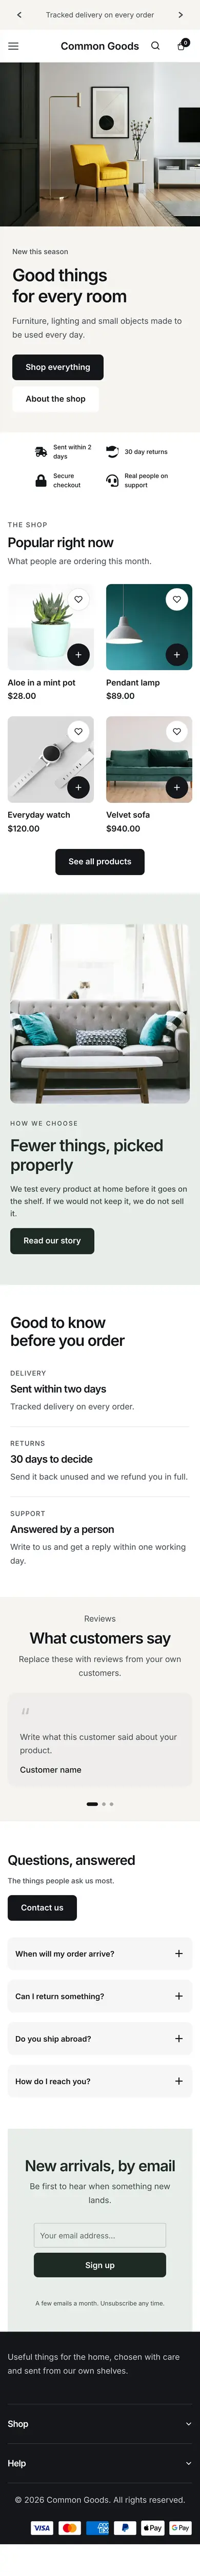 Tracked delivery on every order
Common Goods
0
New this season
Good things
for every room
Furniture, lighting and small objects made to
be used every day.
Shop everything
About the shop
Sent within 2
days
30 day returns
Secure
checkout
Real people on
support
THE SHOP
Popular right now
What people are ordering this month.
Aloe in a mint pot
$28.00
Pendant lamp
$89.00
Everyday watch
$120.00
Velvet sofa
$940.00
See all products
HOW WE CHOOSE
Fewer things, picked
properly
We test every product at home before it goes on
the shelf. If we would not keep it, we do not sell
it.
Read our story
Good to know
before you order
DELIVERY
Sent within two days
Tracked delivery on every order.
RETURNS
30 days to decide
Send it back unused and we refund you in full.
SUPPORT
Answered by a person
Write to us and get a reply within one working
day.
Reviews
What customers say
Replace these with reviews from your own
customers.
Write what this customer said about your
product.
Customer name
Questions, answered
The things people ask us most.
Contact us
When will my order arrive?
Can I return something?
Do you ship abroad?
How do I reach you?
New arrivals, by email
Be first to hear when something new
lands.
Your email address...
Sign up
A few emails a month. Unsubscribe any time.
Useful things for the home, chosen with care
and sent from our own shelves.
Shop
Help
© 2026 Common Goods. All rights reserved.
VISA
Pay
G Pay